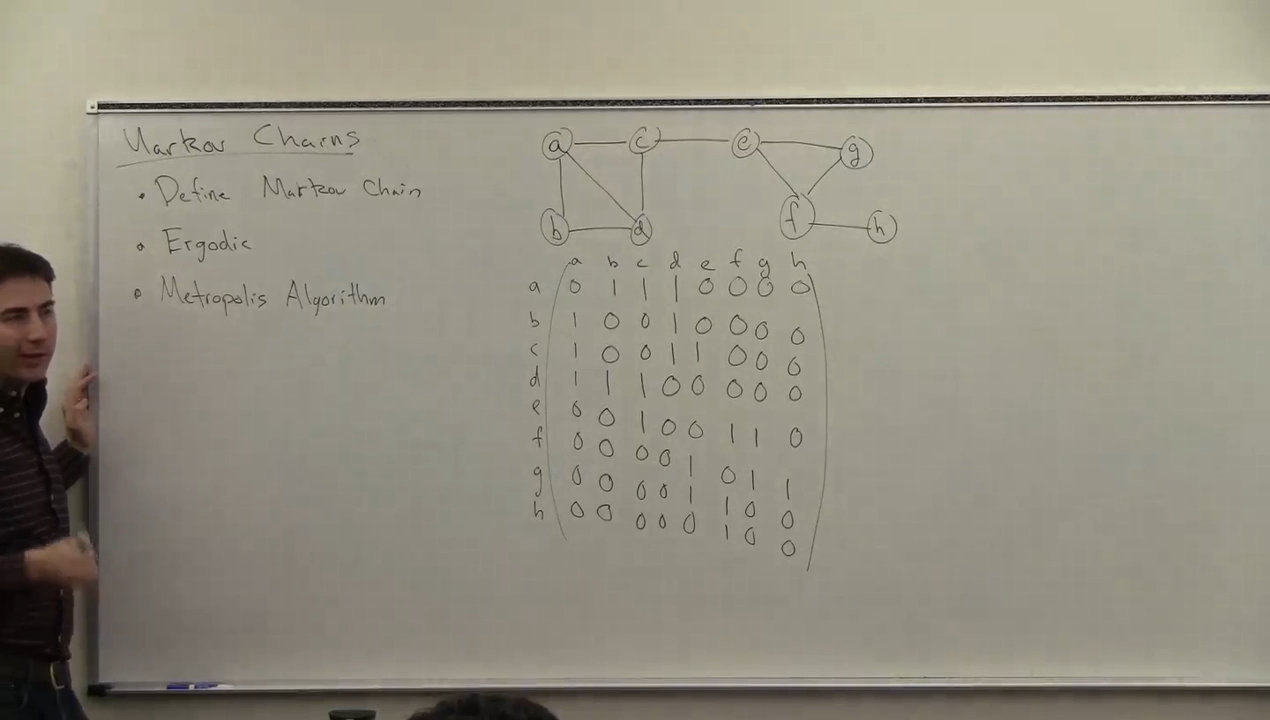 Markov Chains
• Define Markov Chain
• Ergodic
• Metropolis Algorithm
a c e g
b d f h
a b c d e f g h
a 0 1 1 1 0 0 0 0
b 1 0 0 1 0 0 0 0
c 1 0 0 1 1 0 0 0
d 1 1 1 0 0 0 0 0
e 0 0 1 0 0 1 1 0
f 0 0 0 0 1 0 1 1
g 0 0 0 0 1 1 0 0
h 0 0 0 0 0 1 0 0